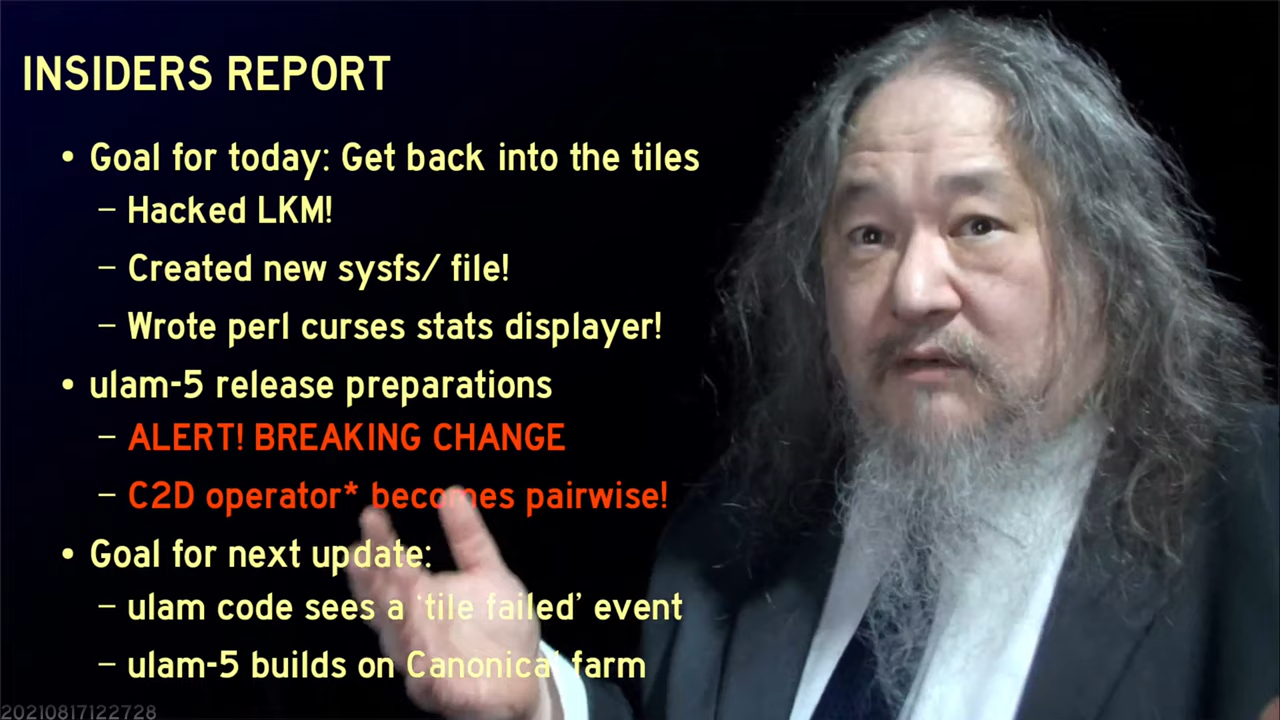 INSIDERS REPORT
• Goal for today: Get back into the tiles
– Hacked LKM!
– Created new sysfs/ file!
– Wrote perl curses stats displayer!
• ulam-5 release preparations
– ALERT! BREAKING CHANGE
– C2D operator* becomes pairwise!
• Goal for next update:
– ulam code sees a ‘tile failed’ event
– ulam-5 builds on Canonical farm
20210817122728